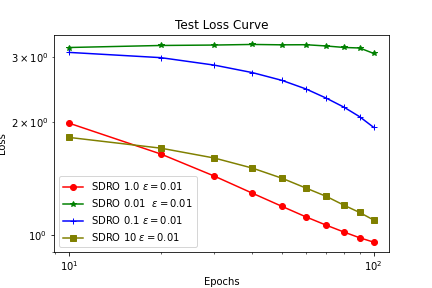 Test Loss Curve
3 × 10⁰
2 × 10⁰
10⁰
Loss
SDRO 1.0 ε = 0.01
SDRO 0.01 ε = 0.01
SDRO 0.1 ε = 0.01
SDRO 10 ε = 0.01
10¹
10²
Epochs